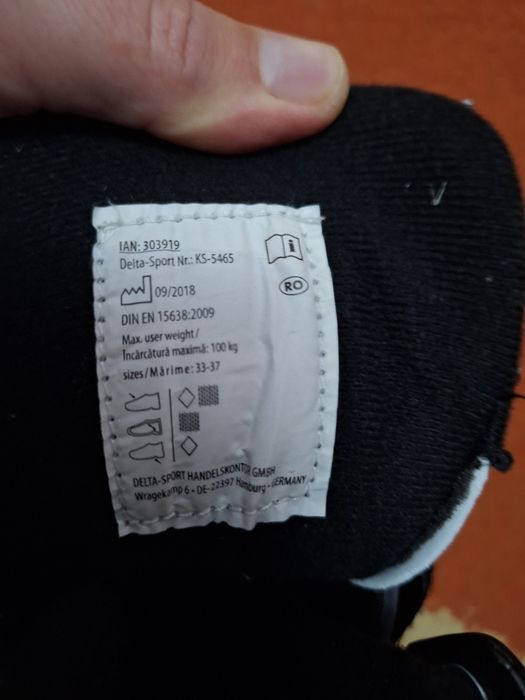 IAN: 303919
Delta-Sport Nr.: KS-5465
i
09/2018
RO
DIN EN 15638:2009
Max. user weight/
Încărcătură maximă: 100 kg
sizes/Mărime: 33-37
DELTA-SPORT HANDELSKONTOR GMBH
Wragekamp 6 • DE-22397 Hamburg • GERMANY